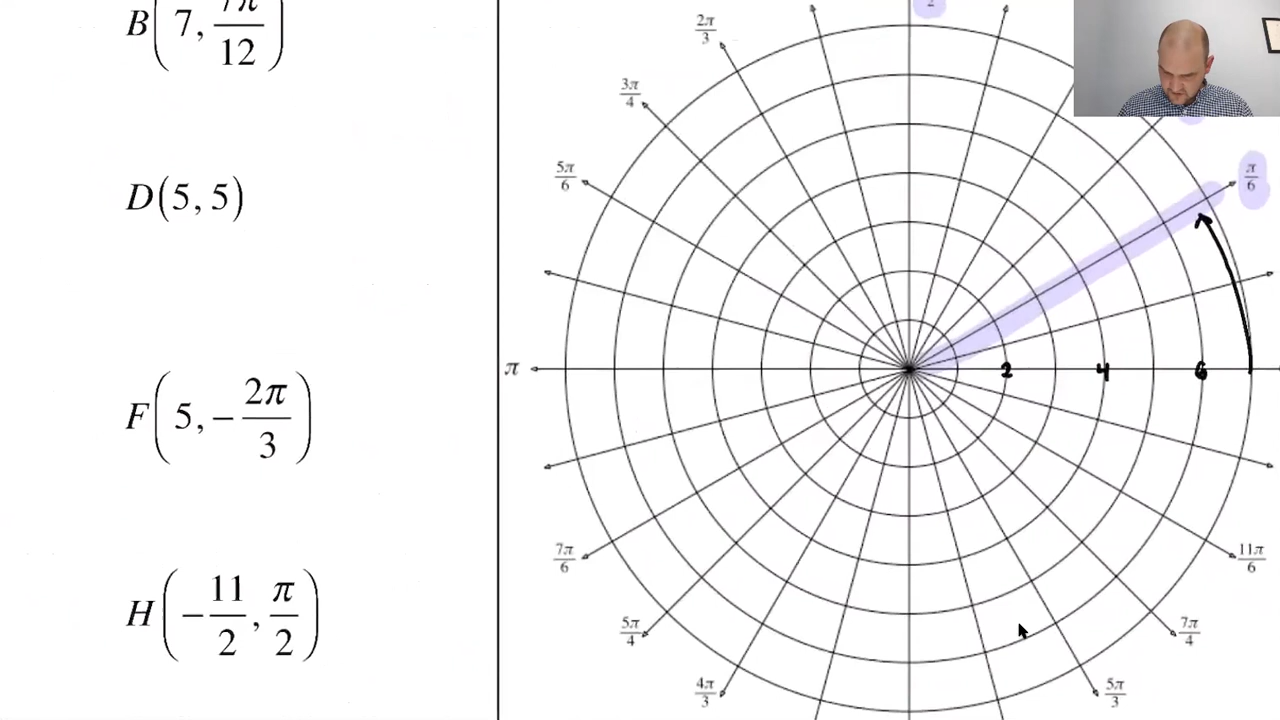 B(7, 7π/12)
D(5, 5)
F(5, -2π/3)
H(-11/2, π/2)
2
2π/3
3π/4
5π/6
π/6
π
2 4 6
7π/6
11π/6
5π/4
7π/4
4π/3
5π/3